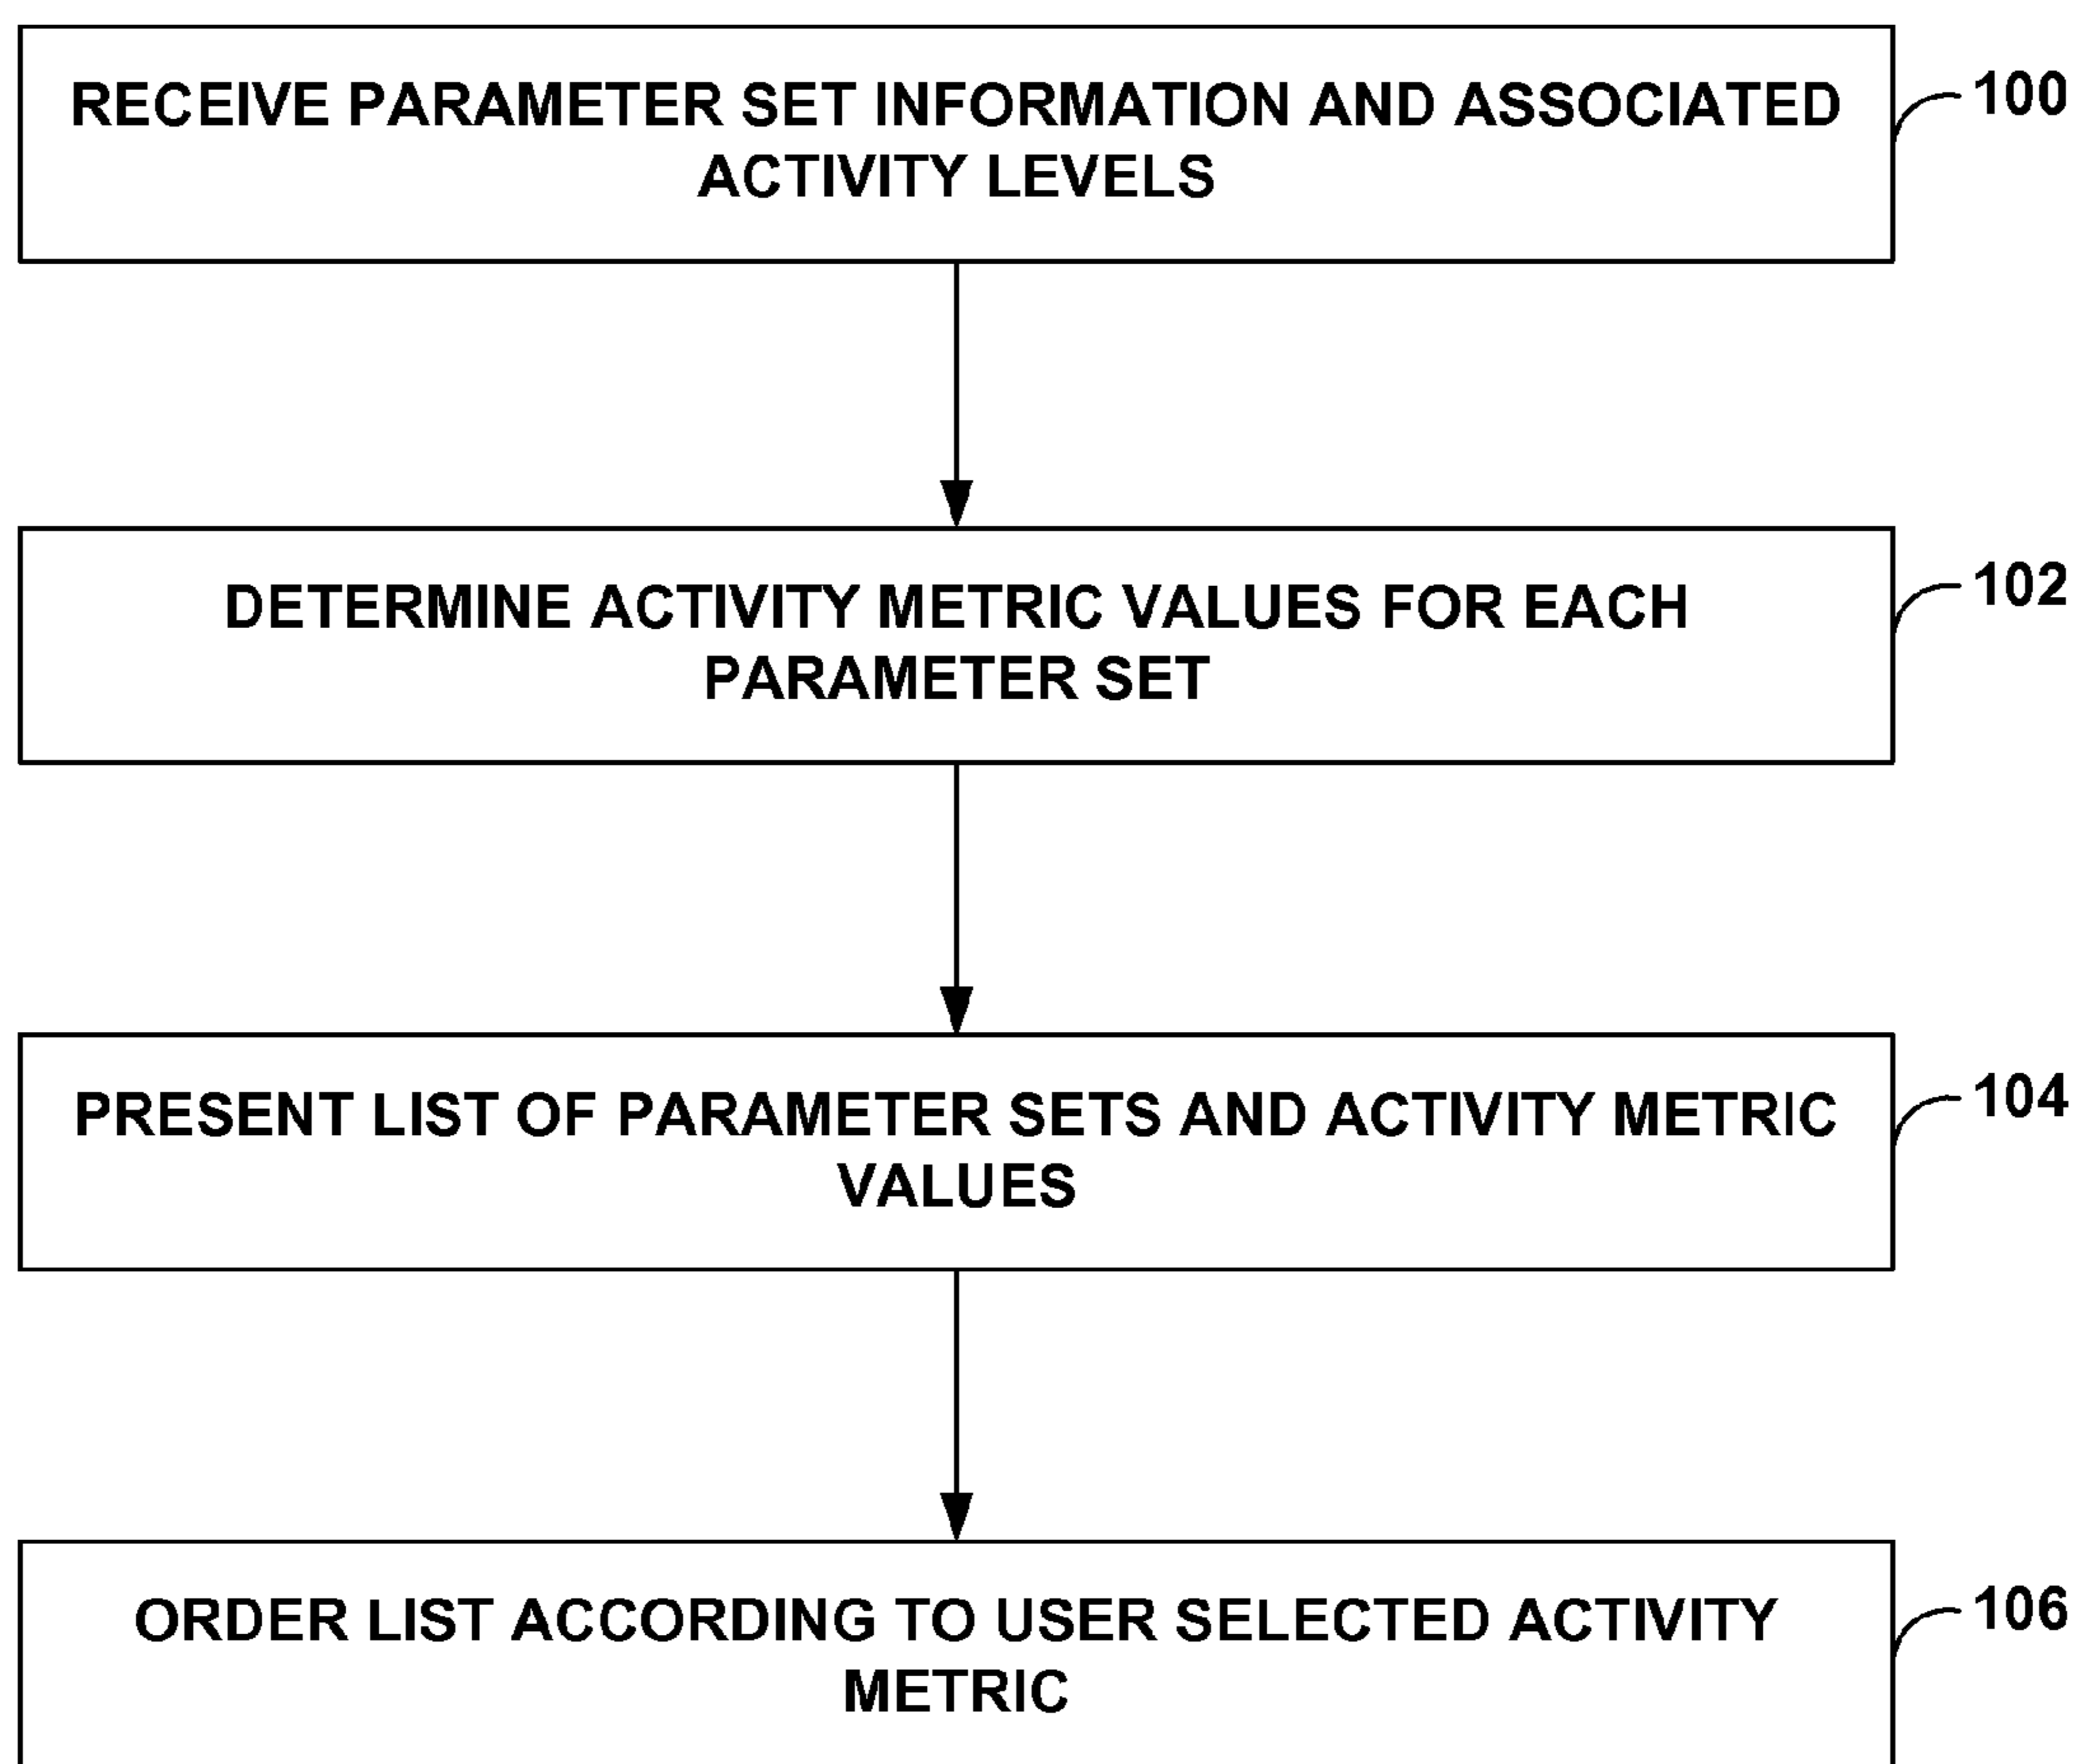 RECEIVE PARAMETER SET INFORMATION AND ASSOCIATED
ACTIVITY LEVELS
100
DETERMINE ACTIVITY METRIC VALUES FOR EACH
PARAMETER SET
102
PRESENT LIST OF PARAMETER SETS AND ACTIVITY METRIC
VALUES
104
ORDER LIST ACCORDING TO USER SELECTED ACTIVITY
METRIC
106